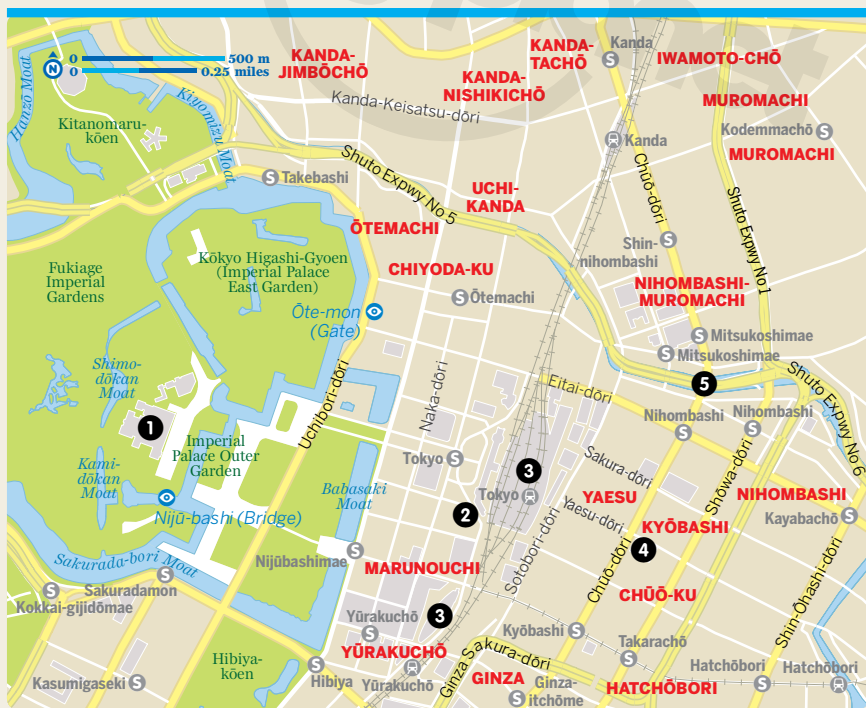 0 500 m
N
0 0.25 miles
KANDA-
JIMBŌCHŌ
KANDA-
TACHŌ
Kanda
IWAMOTO-CHŌ
KANDA-
NISHIKICHŌ
Kanda-Keisatsu-dōri
MUROMACHI
Kodemmachō S
MUROMACHI
Hanzo Moat
Kiyomizu Moat
Kitanomaru-
kōen
Kanda
Chūō-dōri
S Takebashi
Shuto Expwy No 5
UCHI-
KANDA
Shuto Expwy No 1
ŌTEMACHI
CHIYODA-KU
Shin-
nihombashi
Fukiage
Imperial
Gardens
Kōkyo Higashi-Gyoen
(Imperial Palace
East Garden)
Ōte-mon
(Gate)
S Ōtemachi
NIHOMBASHI-
MUROMACHI
S Mitsukoshimae
S Mitsukoshimae
Shimo-
dōkan
Moat
Uchibori-dōri
Naka-dōri
Eitai-dōri
5
Shuto Expwy No 6
Nihombashi
S
Nihombashi
S
1
Imperial
Palace Outer
Garden
Kami-
dōkan
Moat
Babasaki
Moat
Tokyo S
3
Tokyo
Sakura-dōri
Yaesu-dōri
YAESU
Shōwa-dōri
NIHOMBASHI
Kayabachō S
2
KYŌBASHI
4
Nijū-bashi (Bridge)
Sakurada-bori Moat
Nijūbashimae S
MARUNOUCHI
Sotobori-dōri
Chūō-dōri
CHŪŌ-KU
Shin-Ōhashi-dōri
S
Sakuradamon
S
Kokkai-gijidōmae
3
Yūrakuchō
S
YŪRAKUCHŌ
Yūrakuchō
Kyōbashi S
Takarachō
S
Hibiya-
kōen
S
Hibiya
Ginza Sakura-dōri
GINZA
Ginza-
itchōme
S
HATCHŌBORI
Hatchōbori
S
Hatchōbori
Kasumigaseki S